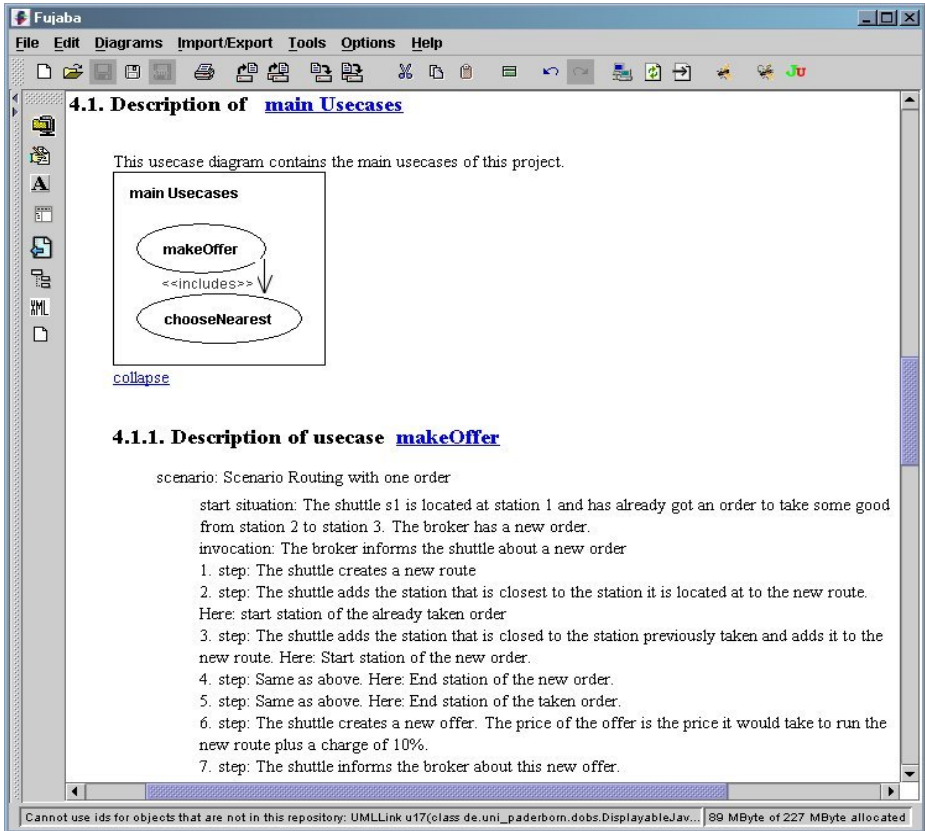 Fujaba
File Edit Diagrams Import/Export Tools Options Help
4.1. Description of main Usecases
This usecase diagram contains the main usecases of this project.
main Usecases
makeOffer
<<includes>>
chooseNearest
collapse
4.1.1. Description of usecase makeOffer
scenario: Scenario Routing with one order
start situation: The shuttle s1 is located at station 1 and has already got an order to take some good
from station 2 to station 3. The broker has a new order.
invocation: The broker informs the shuttle about a new order
1. step: The shuttle creates a new route
2. step: The shuttle adds the station that is closest to the station it is located at to the new route.
Here: start station of the already taken order
3. step: The shuttle adds the station that is closed to the station previously taken and adds it to the
new route. Here: Start station of the new order.
4. step: Same as above. Here: End station of the new order.
5. step: Same as above. Here: End station of the taken order.
6. step: The shuttle creates a new offer. The price of the offer is the price it would take to run the
new route plus a charge of 10%.
7. step: The shuttle informs the broker about this new offer.
A
XML
JU
Cannot use ids for objects that are not in this repository: UMLLink u17(class de.uni_paderborn.dobs.DisplayableJav... 89 MByte of 227 MByte allocated